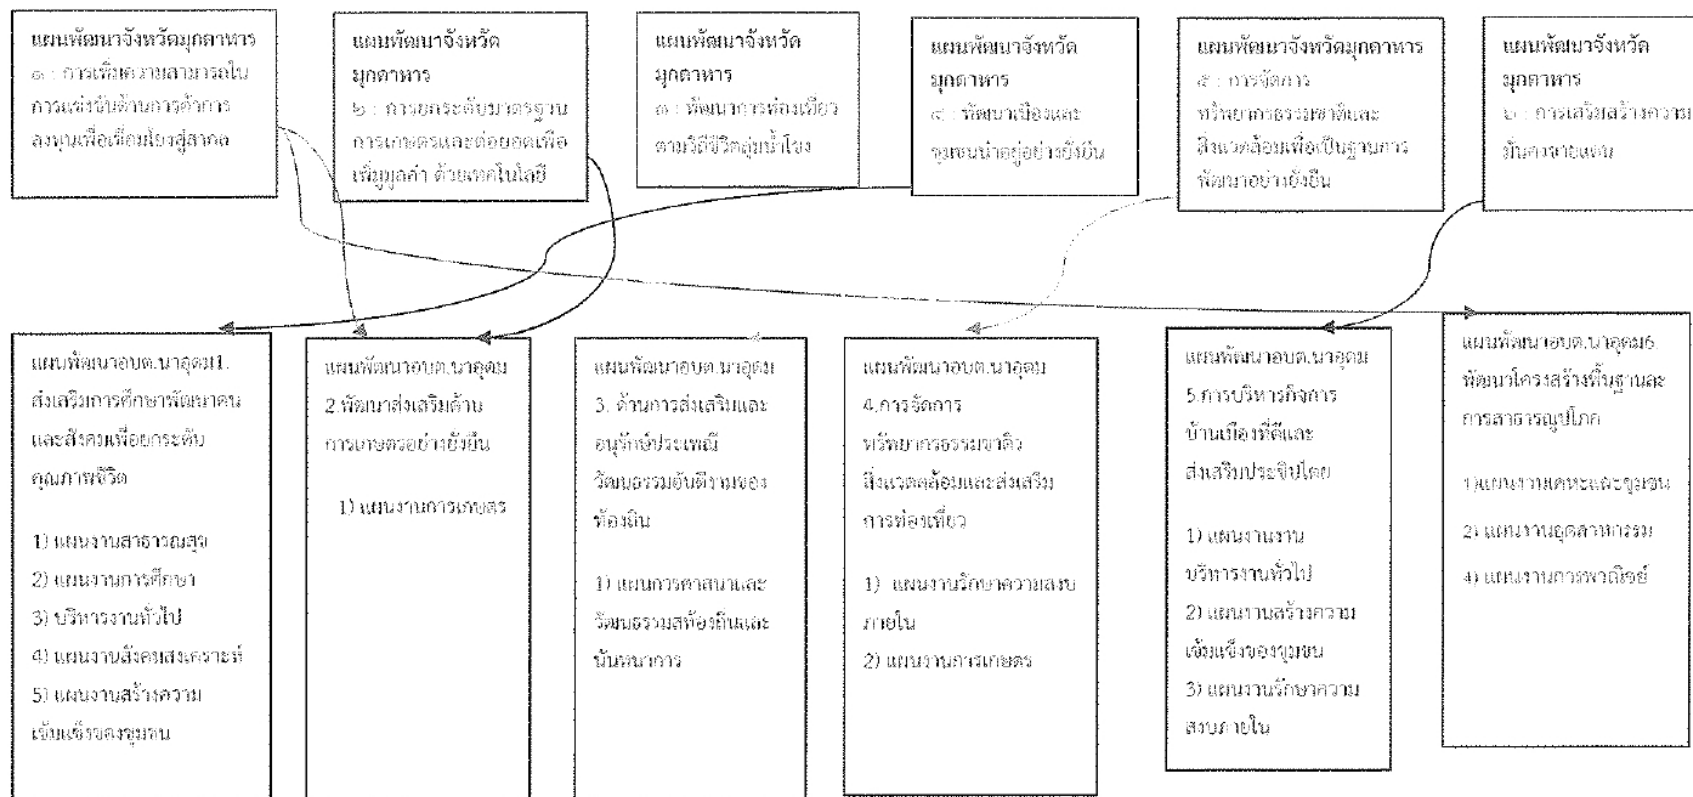 แผนพัฒนาจังหวัดมุกดาหาร
๑ : การเพิ่มความสามารถใน
การแข่งขันด้านการค้าการ
ลงทุนเพื่อเชื่อมโยงสู่สากล
แผนพัฒนาจังหวัด
มุกดาหาร
๒ : การยกระดับมาตรฐาน
การเกษตรและต่อยอดเพื่อ
เพิ่มูมูลค่า ด้วยเทคโนโลยี
แผนพัฒนาจังหวัด
มุกดาหาร
๓ : พัฒนาการท่องเที่ยว
ตามวิถีชีวิตลุ่มน้ำโขง
แผนพัฒนาจังหวัด
มุกดาหาร
๔ : พัฒนาเมืองและ
ชุมชนน่าอยู่อย่างยั่งยืน
แผนพัฒนาจังหวัดมุกดาหาร
๕ : การจัดการ
ทรัพยากรธรรมชาติและ
สิ่งแวดล้อมเพื่อเป็นฐานการ
พัฒนาอย่างยั่งยืน
แผนพัฒนาจังหวัด
มุกดาหาร
๖ : การเสริมสร้างความ
มั่นคงชายแดน
แผนพัฒนาอบต.นาอุดม1.
ส่งเสริมการศึกษาพัฒนาคน
และสังคมเพื่อยกระดับ
คุณภาพชีวิต
1) แผนงานสาธารณสุข
2) แผนงานการศึกษา
3) บริหารงานทั่วไป
4) แผนงานสังคมสงเคราะห์
5) แผนงานสร้างความ
เข้มแข็งของชุมชน
แผนพัฒนาอบต.นาอุดม
2.พัฒนาส่งเสริมด้าน
การเกษตรอย่างยั่งยืน
1) แผนงานการเกษตร
แผนพัฒนาอบต.นาอุดม
3. ด้านการส่งเสริมและ
อนุรักษ์ประเพณี
วัฒนธรรมอันดีงามของ
ท้องถิน
1) แผนการศาสนาและ
วัฒนธรรมสท้องถิ่นและ
นันทนาการ
แผนพัฒนาอบต.นาอุดม
4.การจัดการ
ทรัพยากรธรรมชาติว
สิ่งแวดล้อมและส่งเสริม
การท่องเที่ยว
1) แผนงานรักษาความสงบ
ภายใน
2) แผนงานการเกษตร
แผนพัฒนาอบต.นาอุดม
5.การบริหารกิจการ
บ้านเมืองที่ดีและ
ส่งเสริมประชิปไตย
1) แผนงานงาน
บริหารงานทั่วไป
2) แผนงานสร้างความ
เข้มแข็งของชุมชน
3) แผนงานรักษาความ
สงบภายใน
แผนพัฒนาอบต.นาอุดม6.
พัฒนาโครงสร้างพื้นฐานละ
การสาธารณูปโภค
1)แผนงานเคหะและชุมชน
2) แผนงานอุตสาหกรรม
4) แผนงานการพาณิชย์